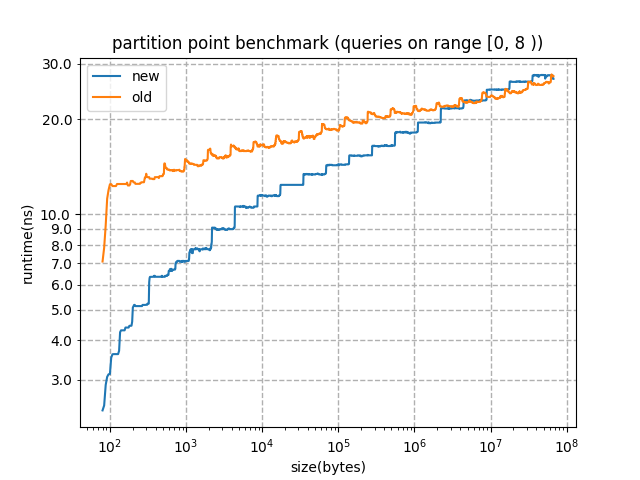 partition point benchmark (queries on range [0, 8 ))
new
old
30.0
20.0
10.0
9.0
8.0
7.0
6.0
5.0
4.0
3.0
runtime(ns)
10^2 10^3 10^4 10^5 10^6 10^7 10^8
size(bytes)